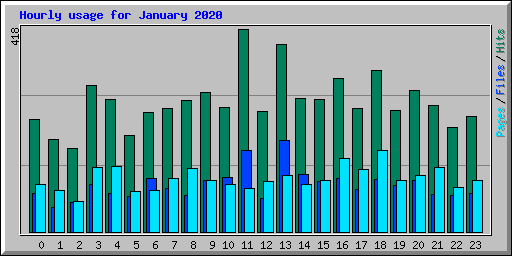 Hourly usage for January 2020
418
Pages/Files/Hits
0 1 2 3 4 5 6 7 8 9 10 11 12 13 14 15 16 17 18 19 20 21 22 23